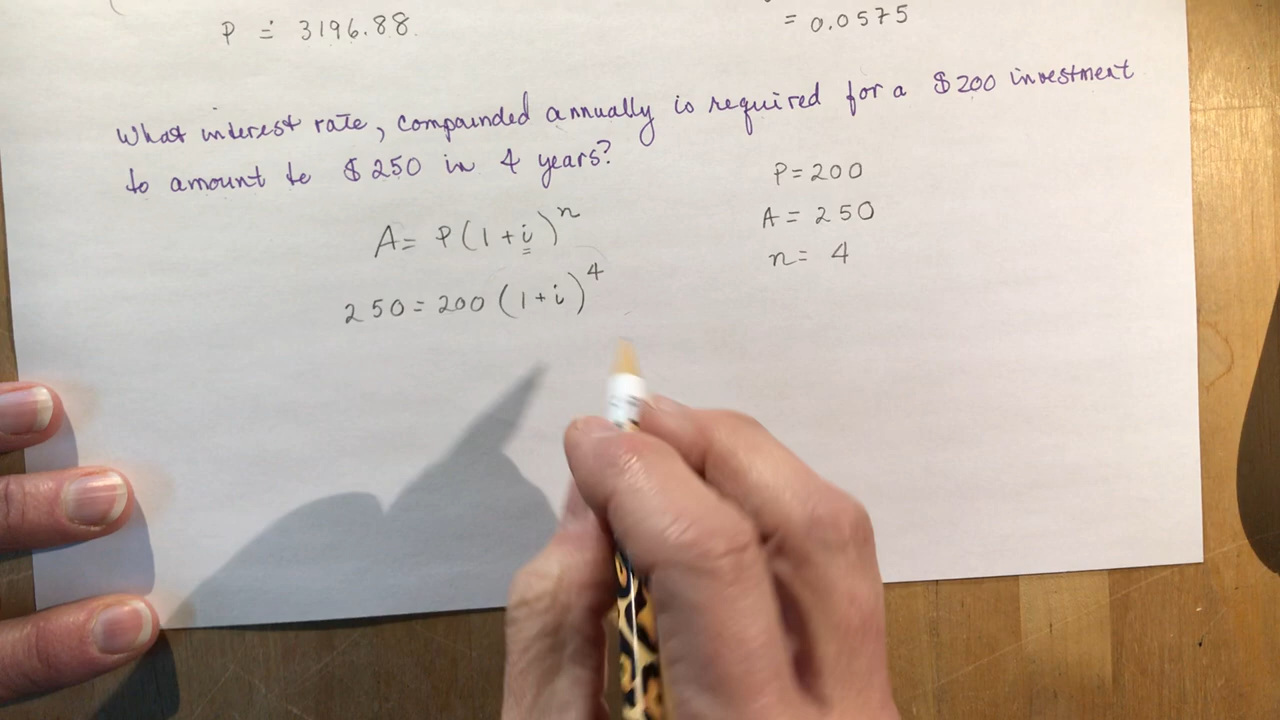 P ≐ 3196.88
= 0.0575
What interest rate, compounded annually is required for a $200 investment
to amount to $250 in 4 years?
P = 200
A = P(1+i)^n
A = 250
250 = 200(1+i)^4
n = 4